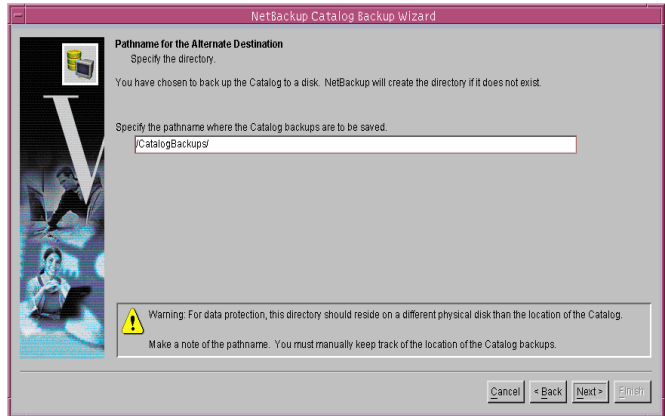 NetBackup Catalog Backup Wizard
Pathname for the Alternate Destination
Specify the directory.
You have chosen to back up the Catalog to a disk. NetBackup will create the directory if it does not exist.
Specify the pathname where the Catalog backups are to be saved.
/CatalogBackups/
Warning: For data protection, this directory should reside on a different physical disk than the location of the Catalog.
Make a note of the pathname. You must manually keep track of the location of the Catalog backups.
Cancel < Back Next > Finish